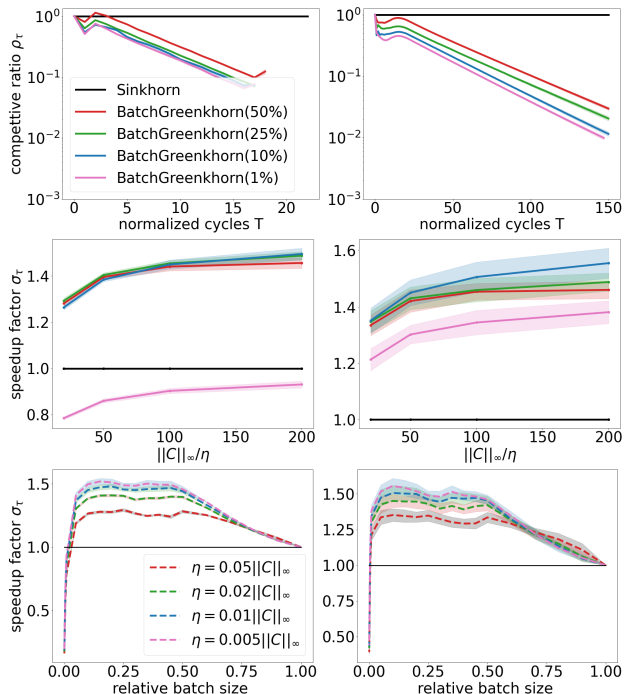 competitive ratio ρτ
10⁰
10⁻¹
10⁻²
10⁻³
Sinkhorn
BatchGreenkhorn(50%)
BatchGreenkhorn(25%)
BatchGreenkhorn(10%)
BatchGreenkhorn(1%)
0 5 10 15 20
normalized cycles T
10⁰
10⁻¹
10⁻²
10⁻³
0 50 100 150
normalized cycles T
speedup factor στ
1.4
1.2
1.0
0.8
50 100 150 200
||C||∞/η
1.6
1.4
1.2
1.0
50 100 150 200
||C||∞/η
speedup factor στ
1.5
1.0
0.5
η = 0.05||C||∞
η = 0.02||C||∞
η = 0.01||C||∞
η = 0.005||C||∞
0.00 0.25 0.50 0.75 1.00
relative batch size
1.50
1.25
1.00
0.75
0.50
0.00 0.25 0.50 0.75 1.00
relative batch size